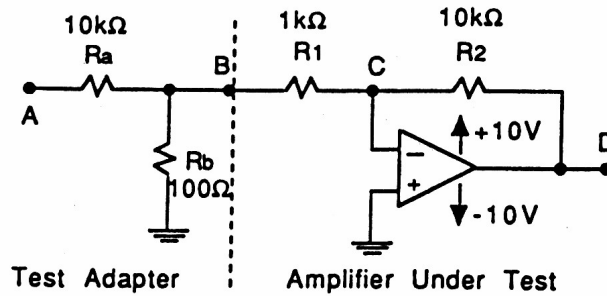 10kΩ
Ra
A
B
Rb
100Ω
1kΩ
R1
C
10kΩ
R2
−
+
+10V
-10V
D
Test Adapter
Amplifier Under Test